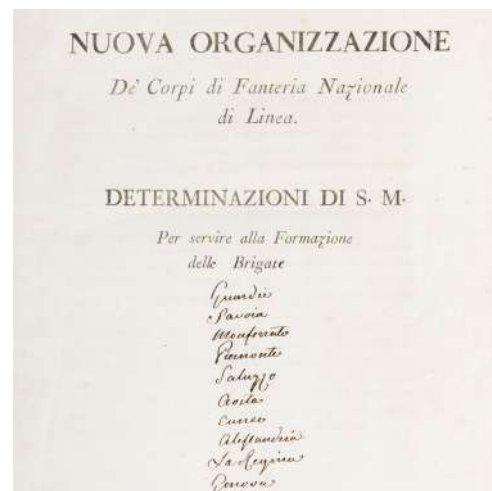 NUOVA ORGANIZZAZIONE
De' Corpi di Fanteria Nazionale
di Linea.
DETERMINAZIONI DI S. M.
Per servire alla Formazione
delle Brigate
Guardie
Savoia
Monferrato
Piemonte
Saluzzo
Aosta
Cuneo
Alessandria
La Regina
Genova